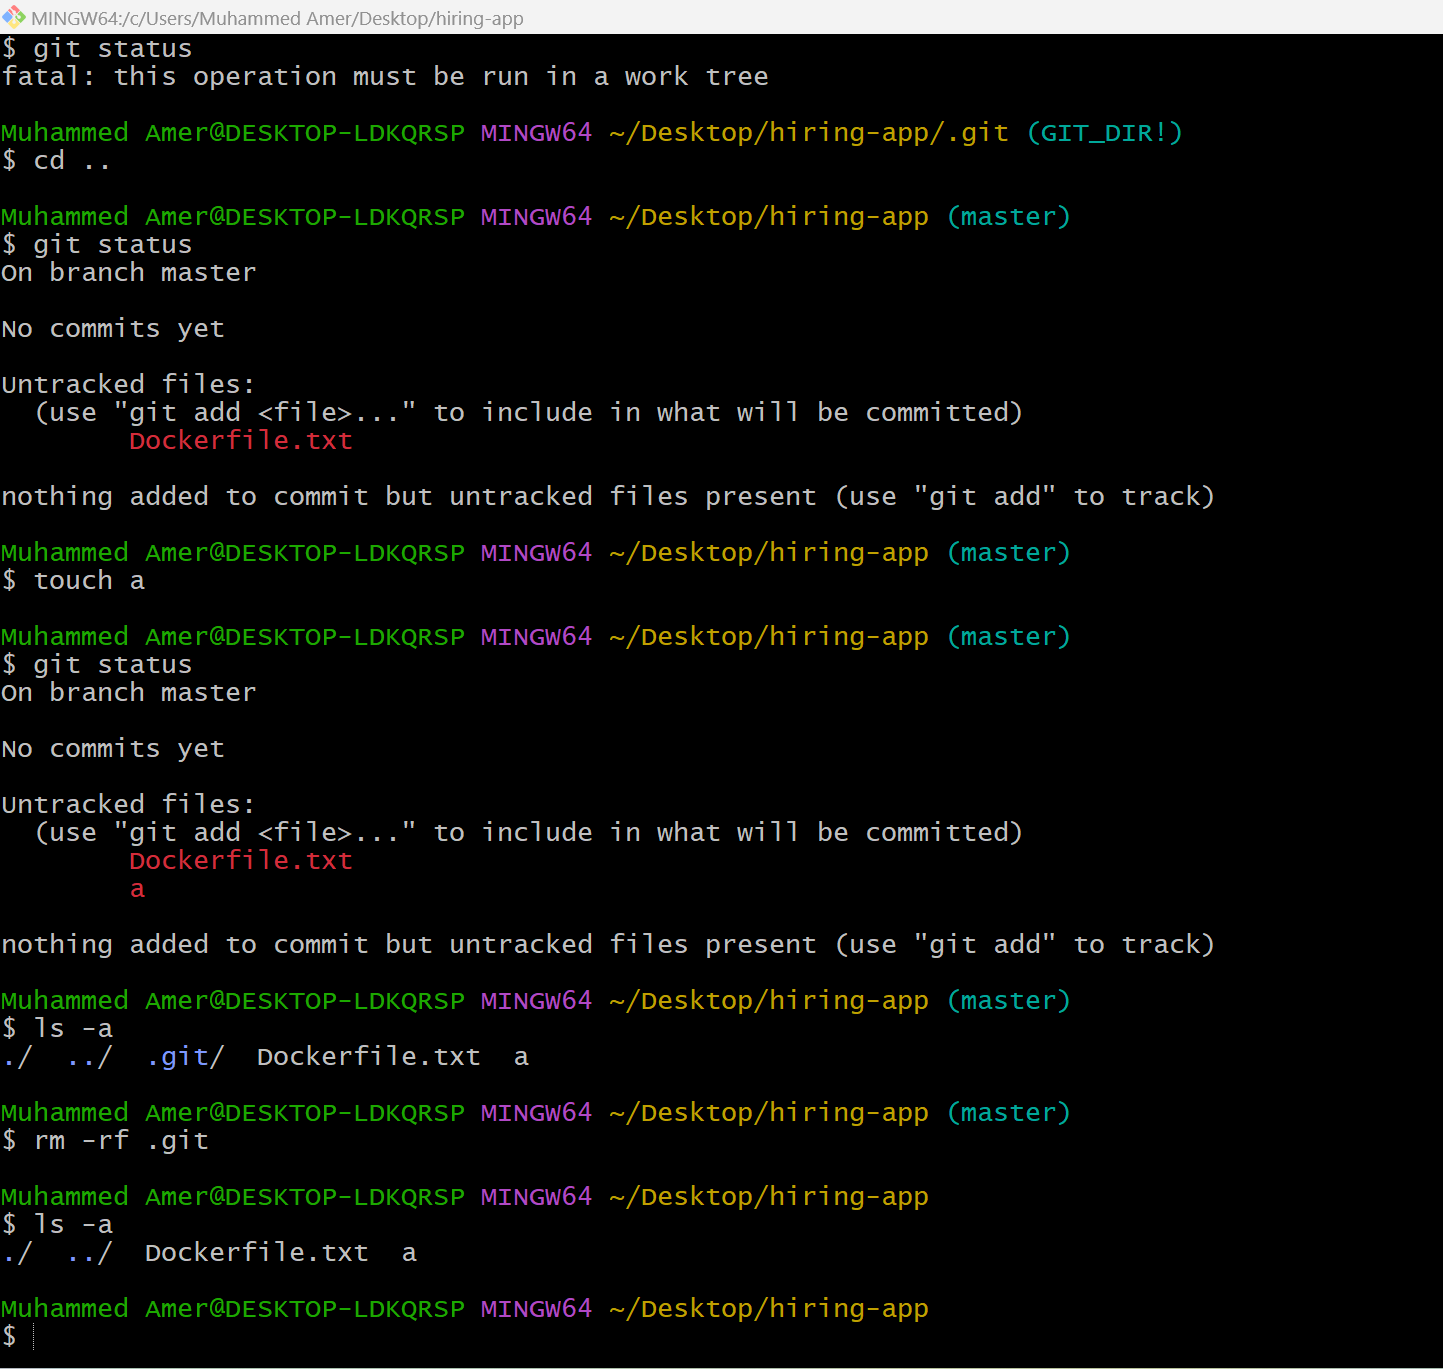 MINGW64:/c/Users/Muhammed Amer/Desktop/hiring-app
$ git status
fatal: this operation must be run in a work tree
Muhammed Amer@DESKTOP-LDKQRSP MINGW64 ~/Desktop/hiring-app/.git (GIT_DIR!)
$ cd ..
Muhammed Amer@DESKTOP-LDKQRSP MINGW64 ~/Desktop/hiring-app (master)
$ git status
On branch master
No commits yet
Untracked files:
  (use "git add <file>..." to include in what will be committed)
        Dockerfile.txt
nothing added to commit but untracked files present (use "git add" to track)
Muhammed Amer@DESKTOP-LDKQRSP MINGW64 ~/Desktop/hiring-app (master)
$ touch a
Muhammed Amer@DESKTOP-LDKQRSP MINGW64 ~/Desktop/hiring-app (master)
$ git status
On branch master
No commits yet
Untracked files:
  (use "git add <file>..." to include in what will be committed)
        Dockerfile.txt
        a
nothing added to commit but untracked files present (use "git add" to track)
Muhammed Amer@DESKTOP-LDKQRSP MINGW64 ~/Desktop/hiring-app (master)
$ ls -a
./  ../  .git/  Dockerfile.txt  a
Muhammed Amer@DESKTOP-LDKQRSP MINGW64 ~/Desktop/hiring-app (master)
$ rm -rf .git
Muhammed Amer@DESKTOP-LDKQRSP MINGW64 ~/Desktop/hiring-app
$ ls -a
./  ../  Dockerfile.txt  a
Muhammed Amer@DESKTOP-LDKQRSP MINGW64 ~/Desktop/hiring-app
$